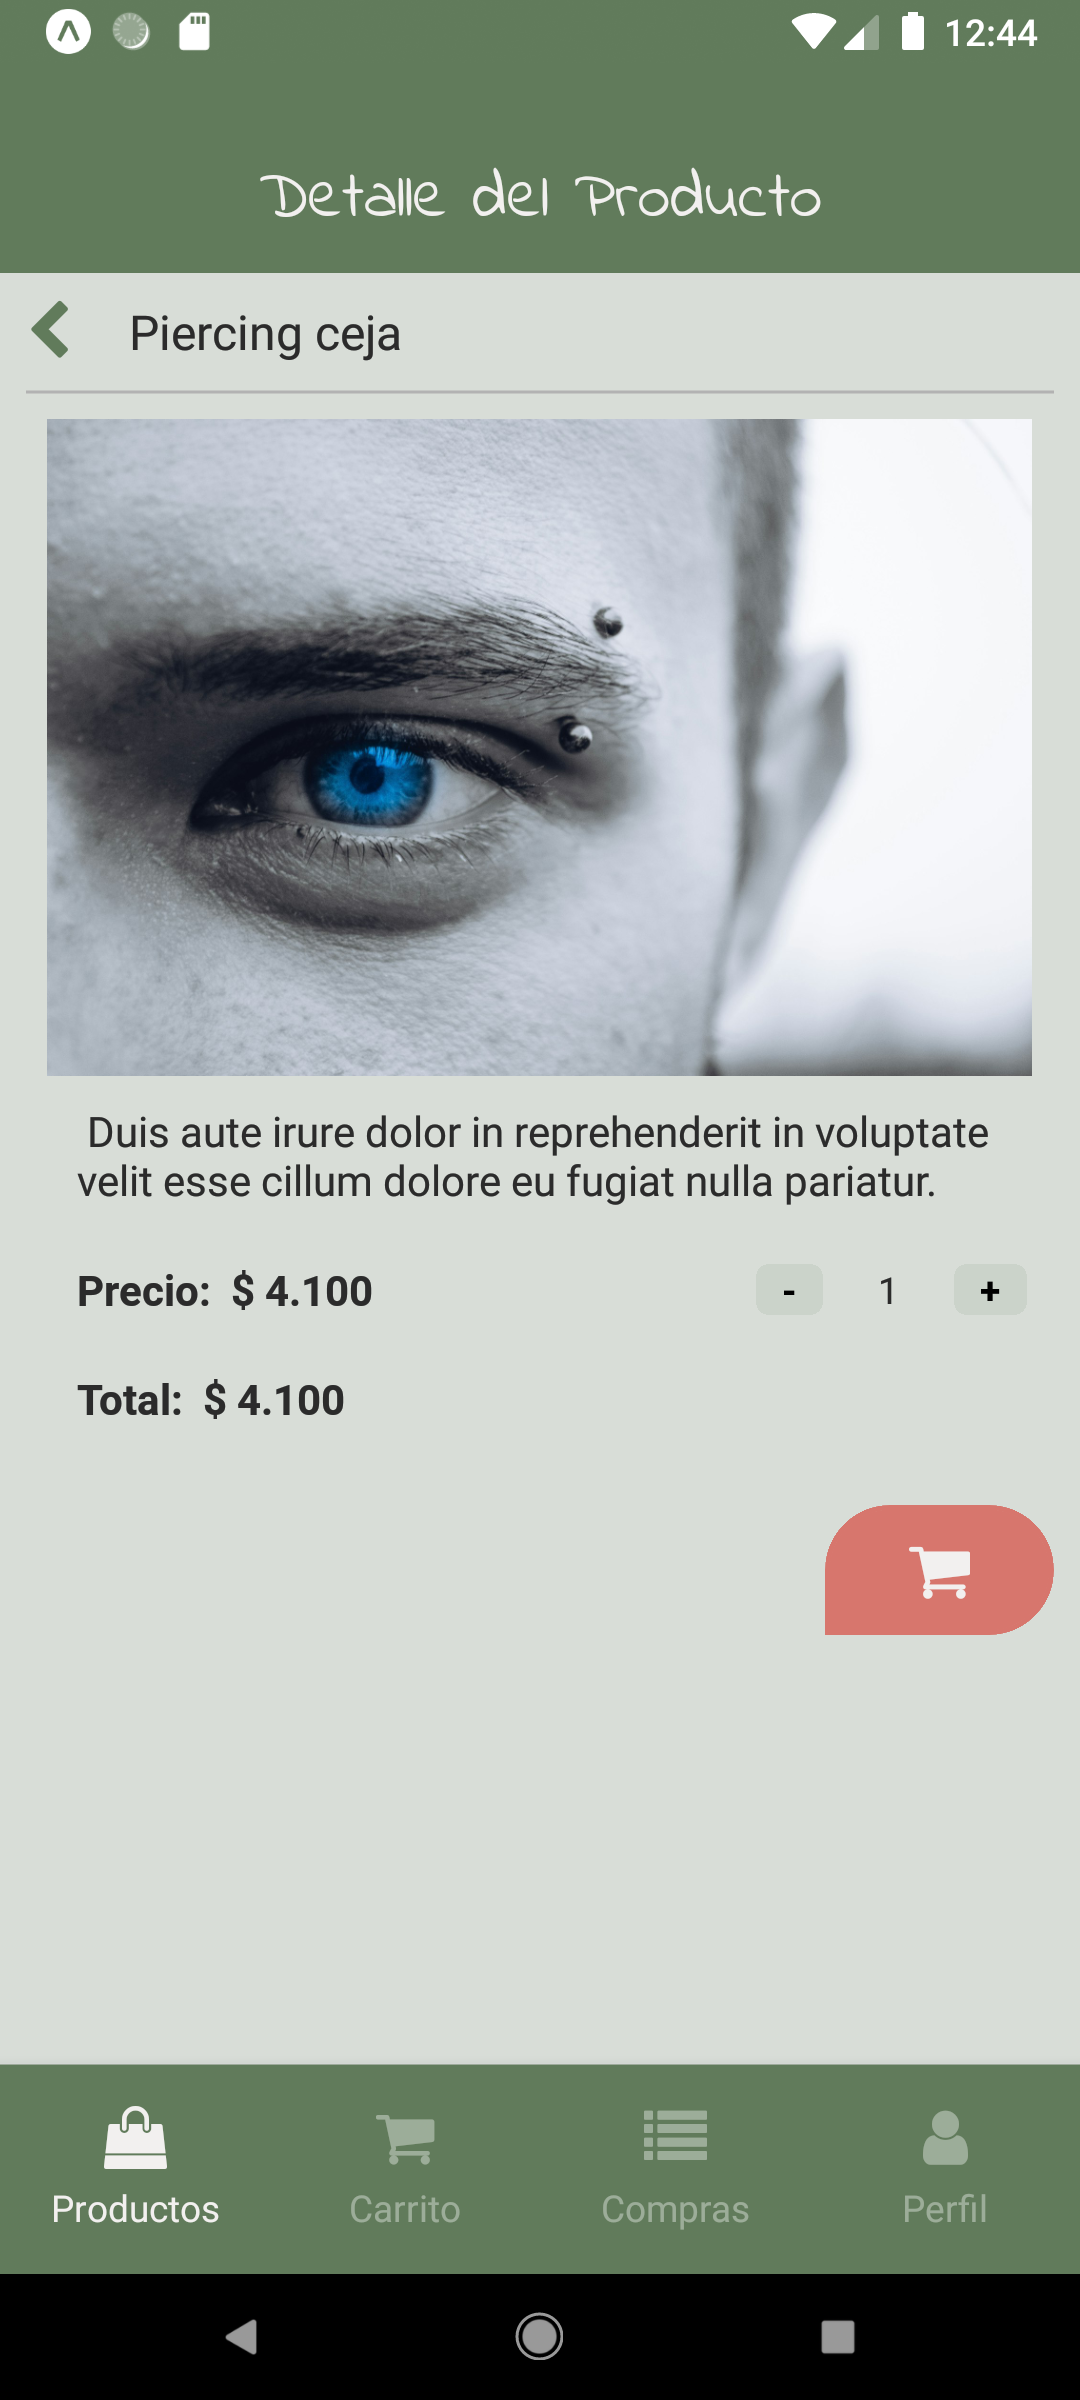 12:44
Detalle del Producto
Piercing ceja
Duis aute irure dolor in reprehenderit in voluptate
velit esse cillum dolore eu fugiat nulla pariatur.
Precio: $ 4.100 - 1 +
Total: $ 4.100
Productos Carrito Compras Perfil